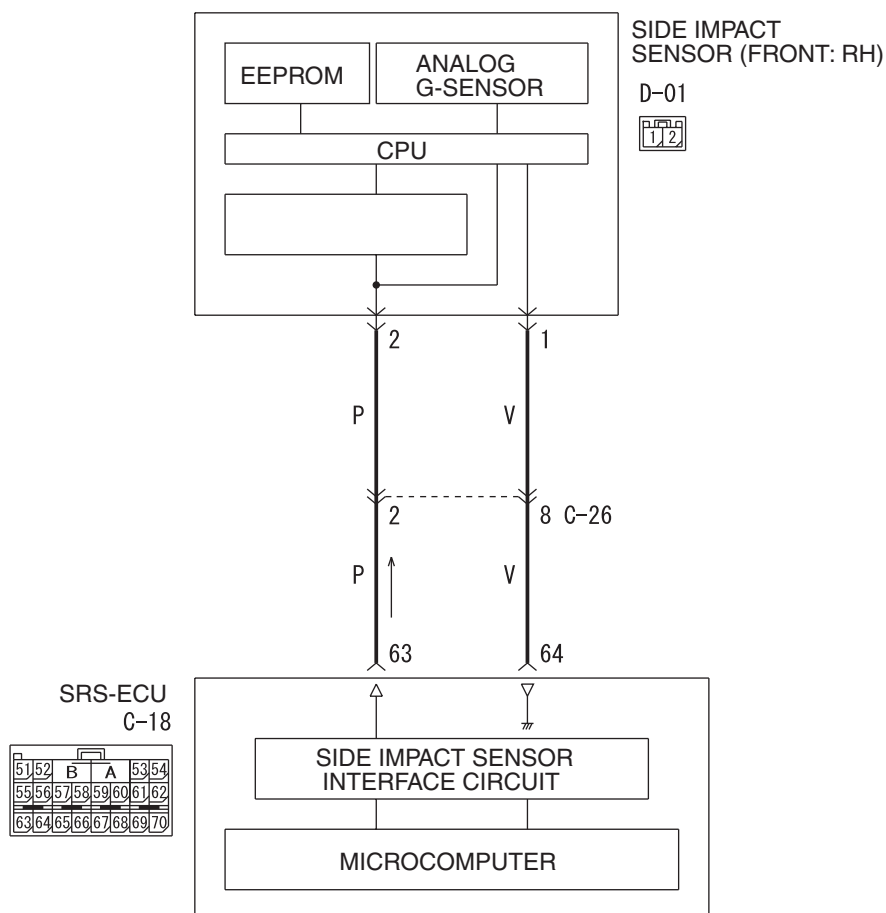 SIDE IMPACT
SENSOR (FRONT: RH)
D-01
1 2
EEPROM
ANALOG
G-SENSOR
CPU
2
1
P
V
2
8 C-26
P
V
63
64
SRS-ECU
C-18
51 52 B A 53 54
55 56 57 58 59 60 61 62
63 64 65 66 67 68 69 70
SIDE IMPACT SENSOR
INTERFACE CIRCUIT
MICROCOMPUTER